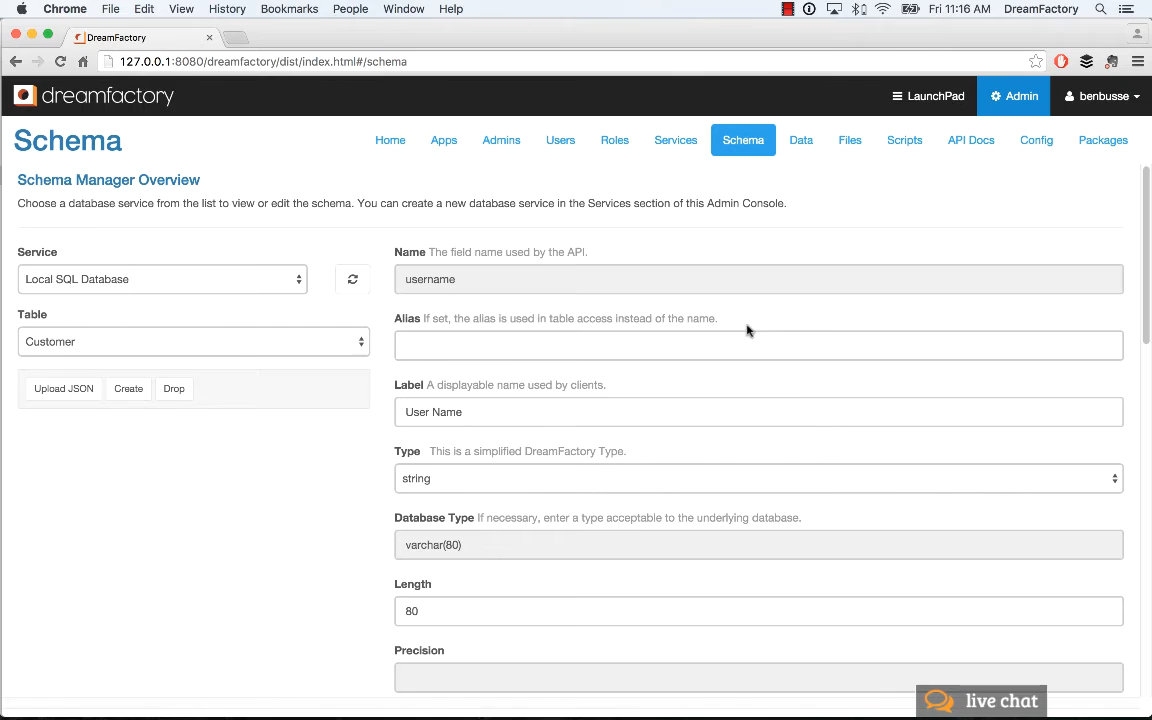 Chrome File Edit View History Bookmarks People Window Help Fri 11:16 AM DreamFactory
DreamFactory
127.0.0.1:8080/dreamfactory/dist/index.html#/schema
dreamfactory LaunchPad Admin benbusse
Schema Home Apps Admins Users Roles Services Schema Data Files Scripts API Docs Config Packages
Schema Manager Overview
Choose a database service from the list to view or edit the schema. You can create a new database service in the Services section of this Admin Console.
Service
Local SQL Database
Table
Customer
Upload JSON Create Drop
Name The field name used by the API.
username
Alias If set, the alias is used in table access instead of the name.
Label A displayable name used by clients.
User Name
Type This is a simplified DreamFactory Type.
string
Database Type If necessary, enter a type acceptable to the underlying database.
varchar(80)
Length
80
Precision
live chat